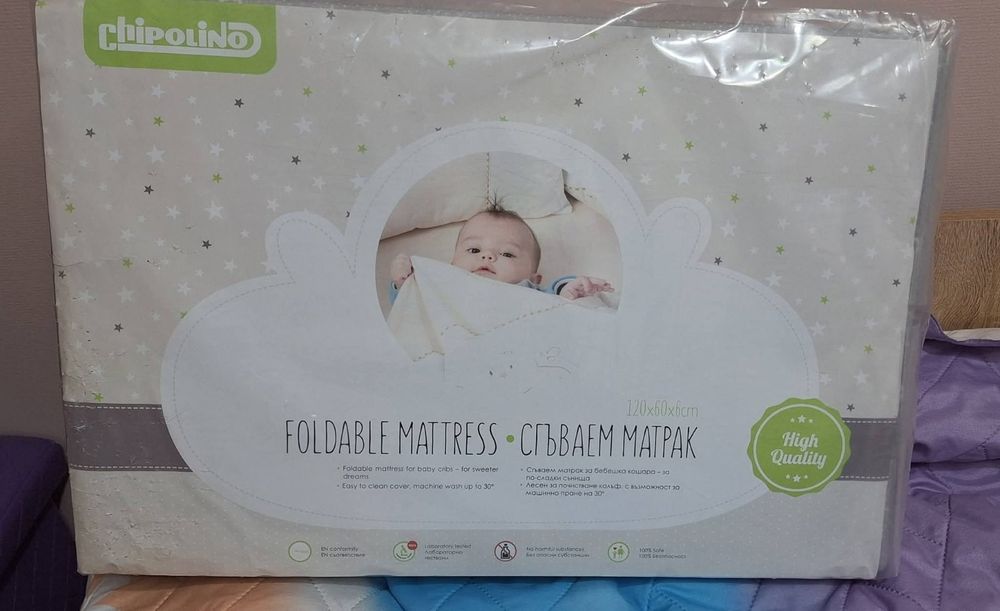 chipolino
120x60x6cm
FOLDABLE MATTRESS • СГЪВАЕМ МАТРАК
• Foldable mattress for baby cribs – for sweeter
dreams
• Easy to clean cover, machine wash up to 30°
• Сгъваем матрак за бебешка кошара – за
по-сладки сънища
• Лесен за почистване калъф, с възможност за
машинно пране на 30°
High
Quality
EN conformity
EN съответствие
Laboratory tested
Лабораторно
тествано
No harmful substances
Без опасни субстанции
100% Safe
100% Безопасност